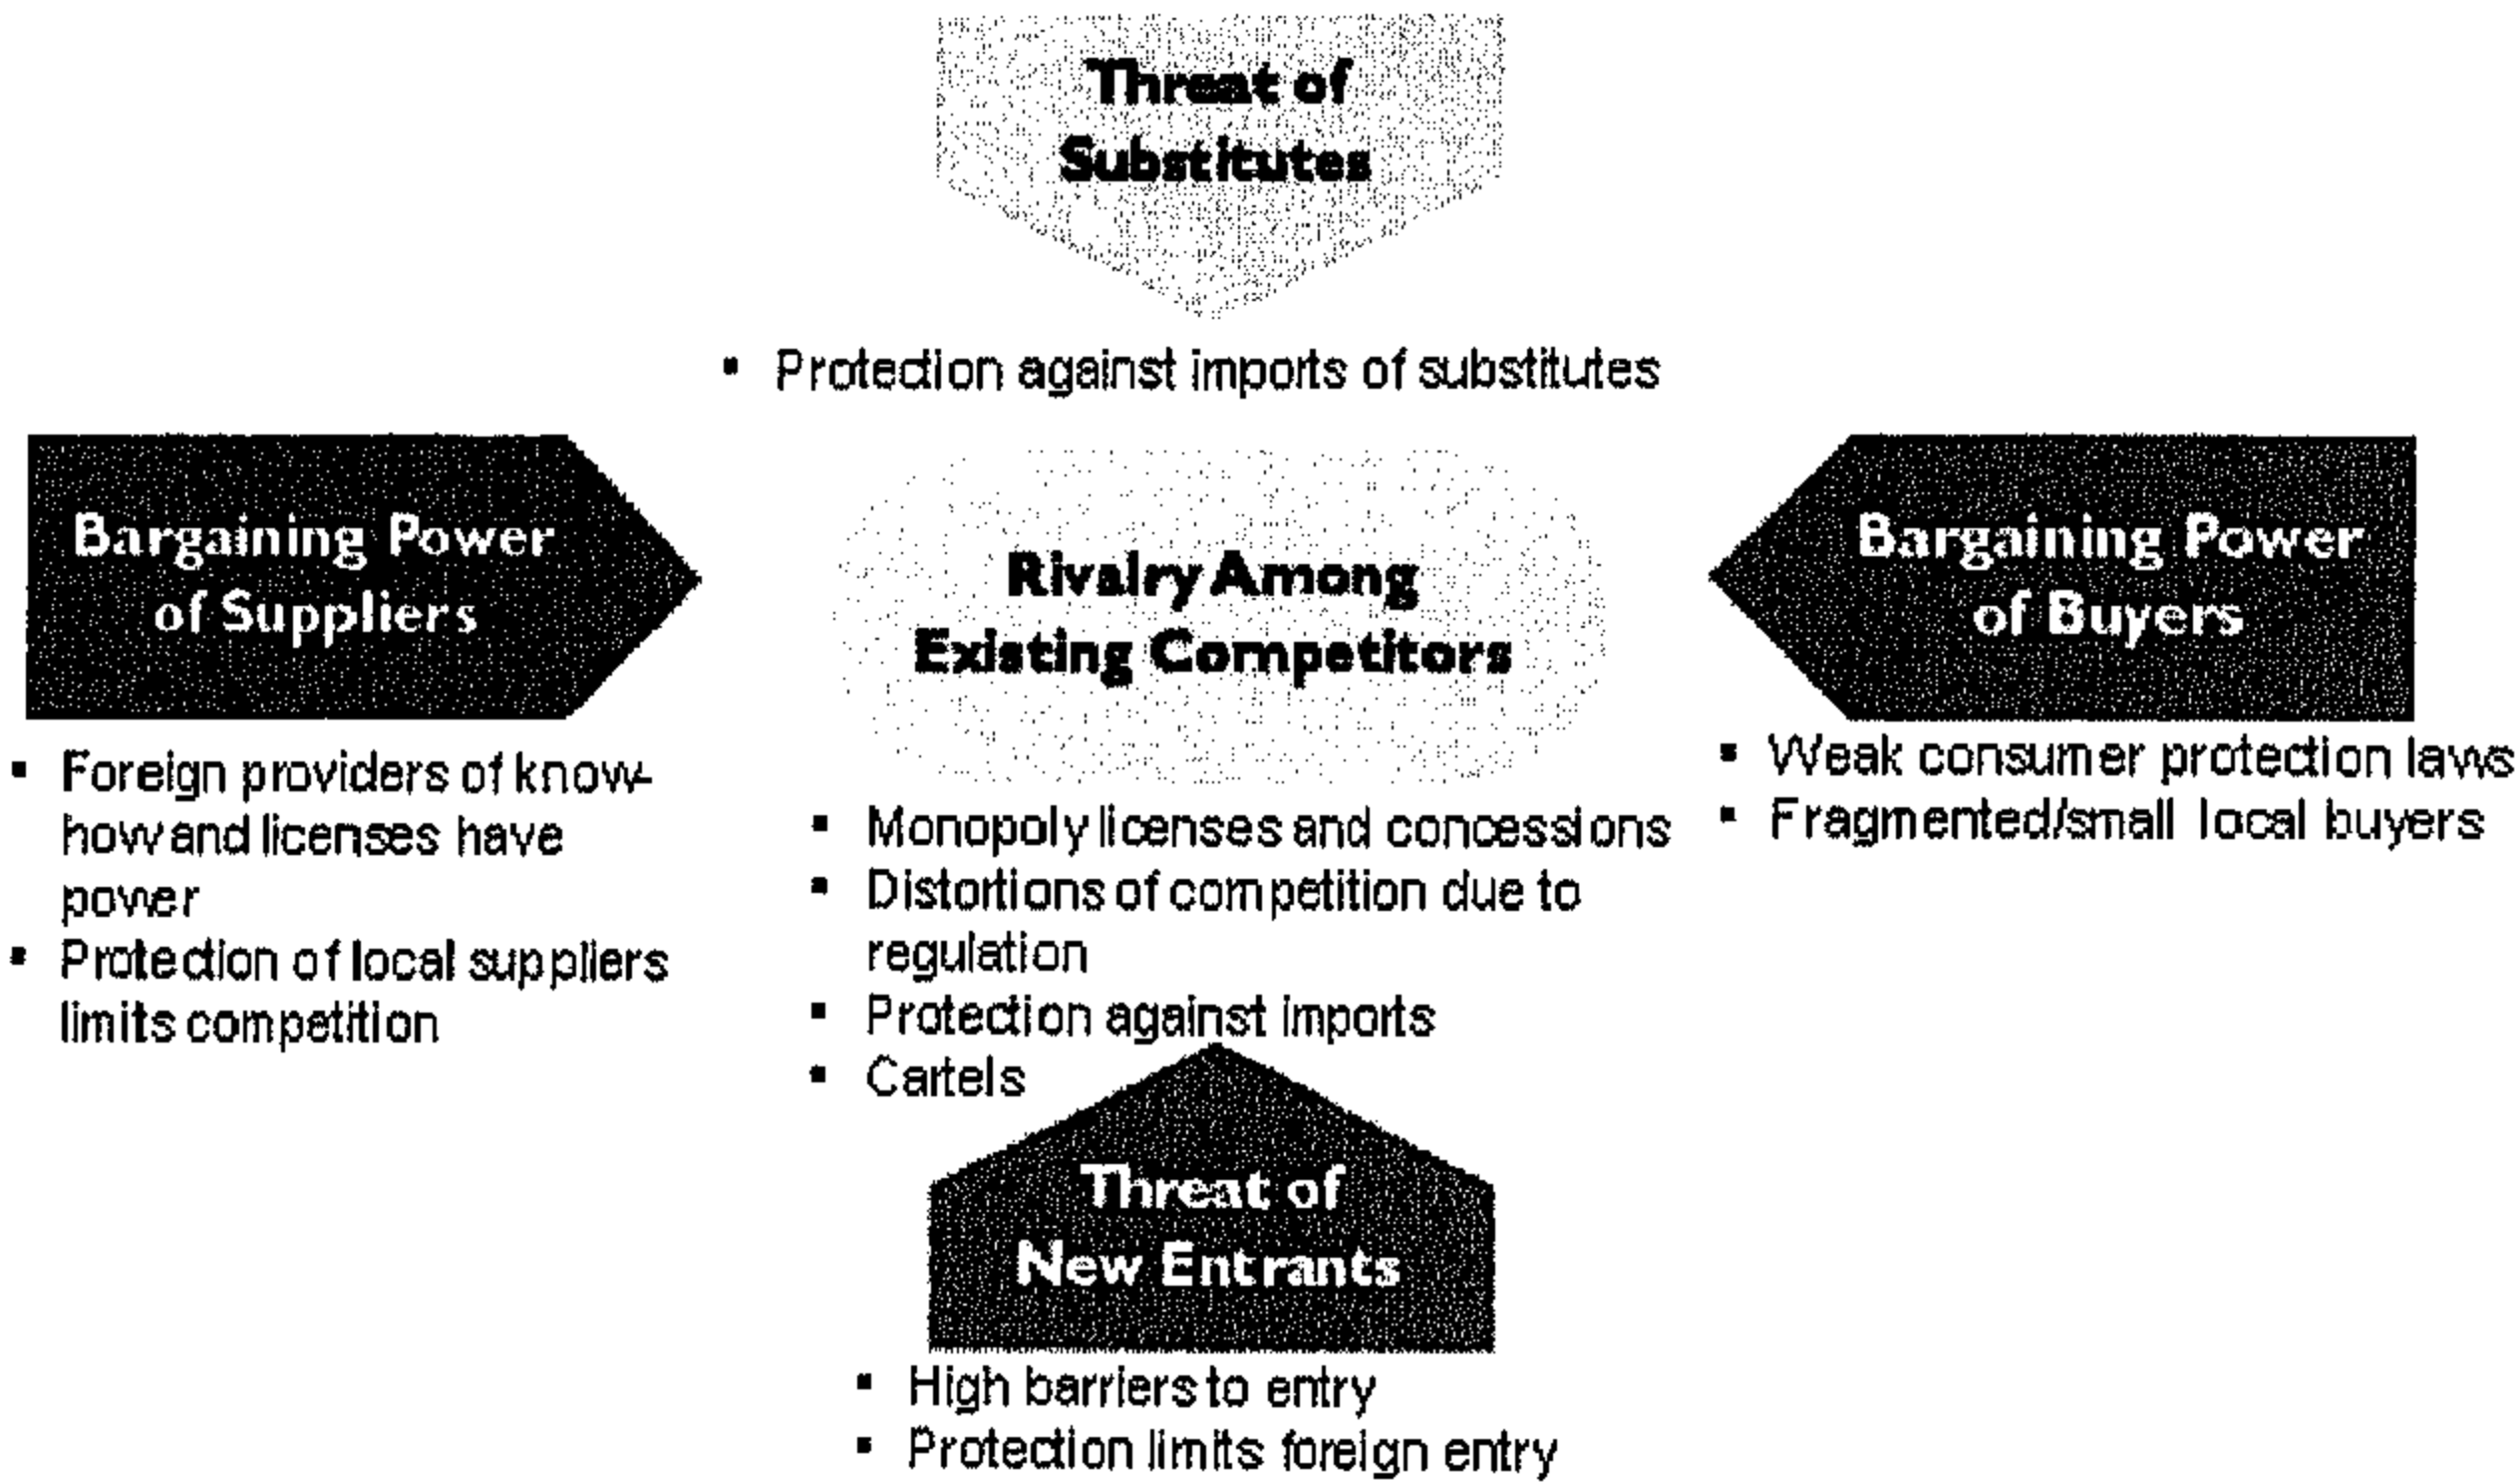 Threat of
Substitutes
▪ Protection against imports of substitutes
Bargaining Power
of Suppliers
▪ Foreign providers of know-
how and licenses have
power
▪ Protection of local suppliers
limits competition
Rivalry Among
Existing Competitors
▪ Monopoly licenses and concessions
▪ Distortions of competition due to
regulation
▪ Protection against imports
▪ Cartels
Bargaining Power
of Buyers
▪ Weak consumer protection laws
▪ Fragmented/small local buyers
Threat of
New Entrants
▪ High barriers to entry
▪ Protection limits foreign entry